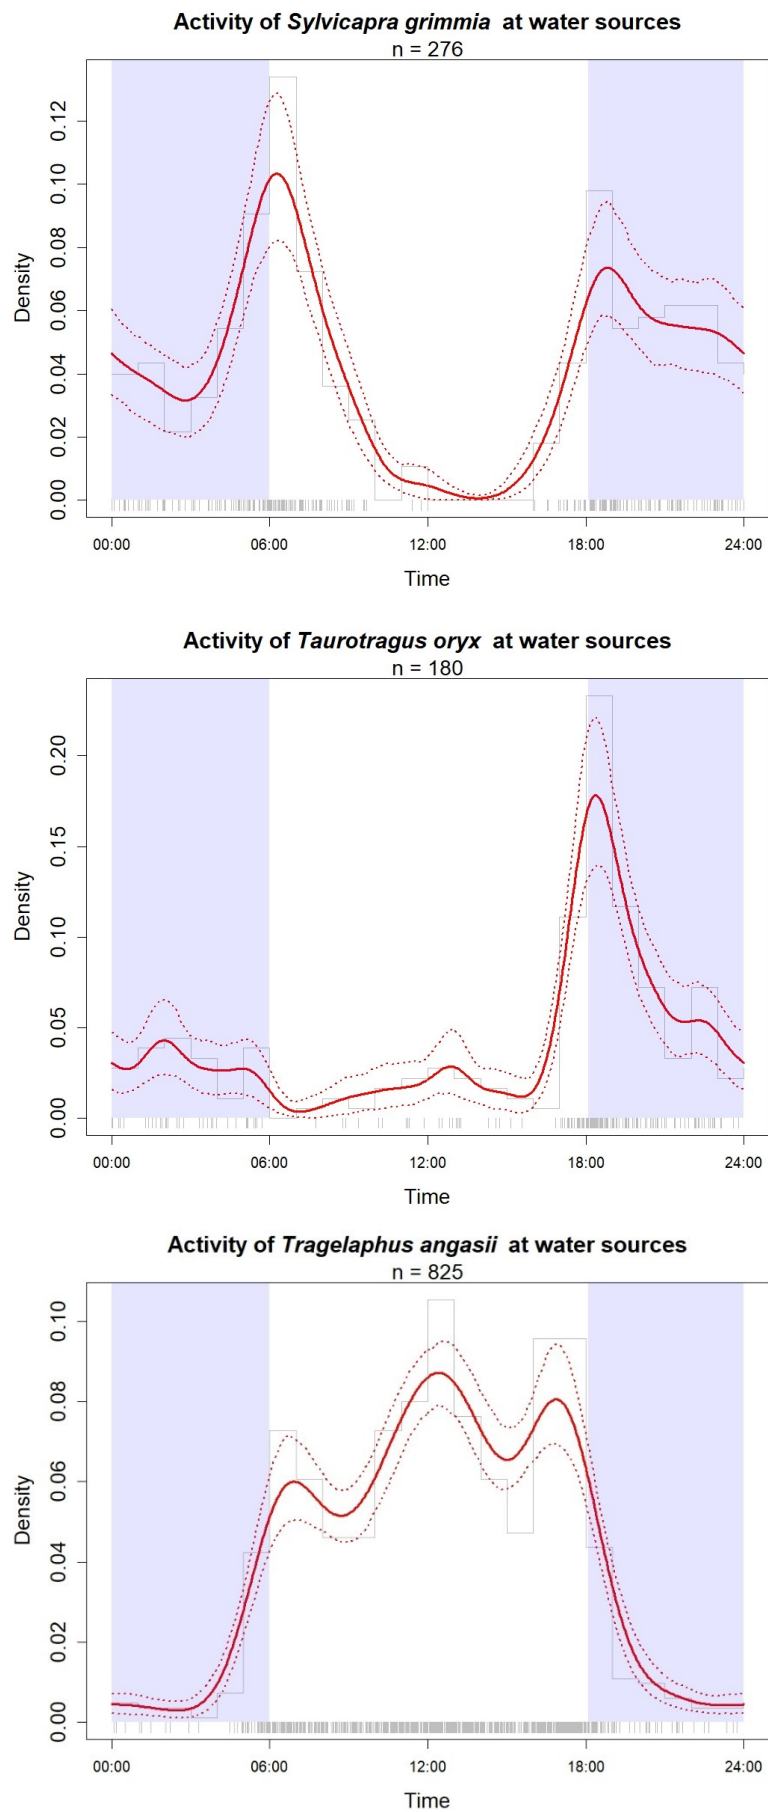 Activity of Sylvicapra grimmia at water sources
n = 276
Density
0.12
0.10
0.08
0.06
0.04
0.02
0.00
00:00 06:00 12:00 18:00 24:00
Time
Activity of Taurotragus oryx at water sources
n = 180
Density
0.20
0.15
0.10
0.05
0.00
00:00 06:00 12:00 18:00 24:00
Time
Activity of Tragelaphus angasii at water sources
n = 825
Density
0.10
0.08
0.06
0.04
0.02
0.00
00:00 06:00 12:00 18:00 24:00
Time